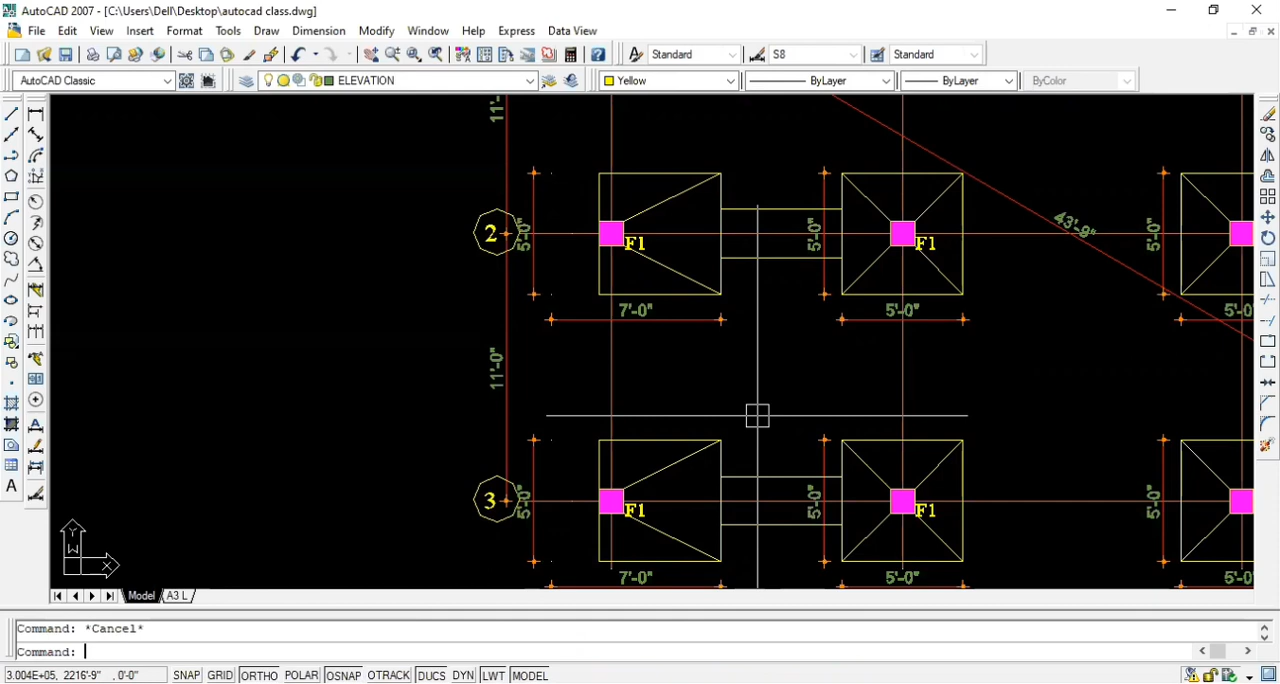 AutoCAD 2007 - [C:\Users\Dell\Desktop\autocad class.dwg]
File Edit View Insert Format Tools Draw Dimension Modify Window Help Express Data View
Standard S8 Standard
AutoCAD Classic ELEVATION Yellow ByLayer ByLayer ByColor
11'-
43'-9"
2 5'-0" F1 5'-0" F1 5'-0"
7'-0" 5'-0" 5'-0
11'-0"
3 5'-0" F1 5'-0" F1 5'-0"
7'-0" 5'-0" 5'-0
Y
W
X
A
Model A3 L
Command: *Cancel*
Command:
3.004E+05, 2216'-9" , 0'-0" SNAP GRID ORTHO POLAR OSNAP OTRACK DUCS DYN LWT MODEL